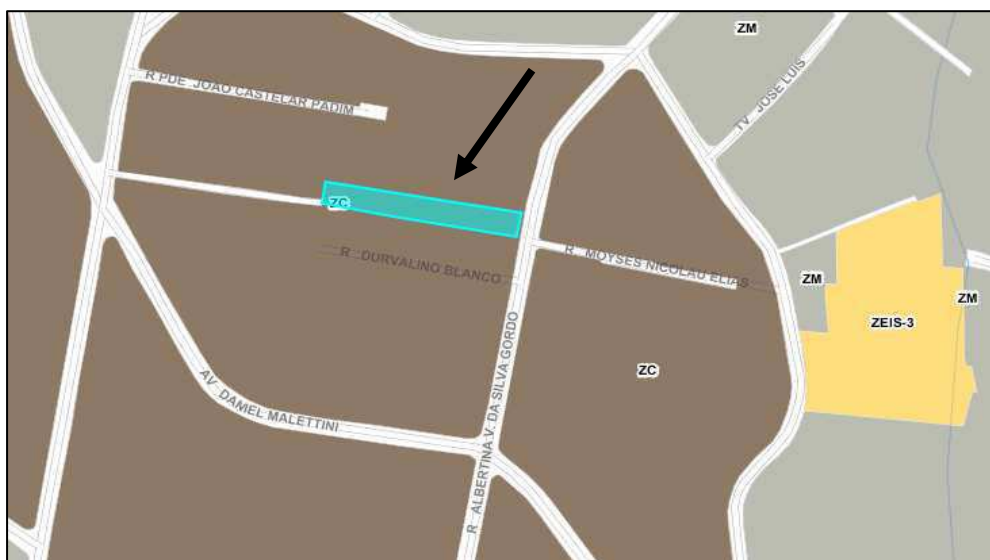 ZM
R PDE JOAO CASTELAR PADIM
TV JOSE LUIS
ZC
R. DURVALINO BLANCO
R. MOYSES NICOLAU ELIAS
ZM
ZM
ZEIS-3
ZC
AV DAMEL MALETTINI
R ALBERTINA V. DA SILVA GORDO